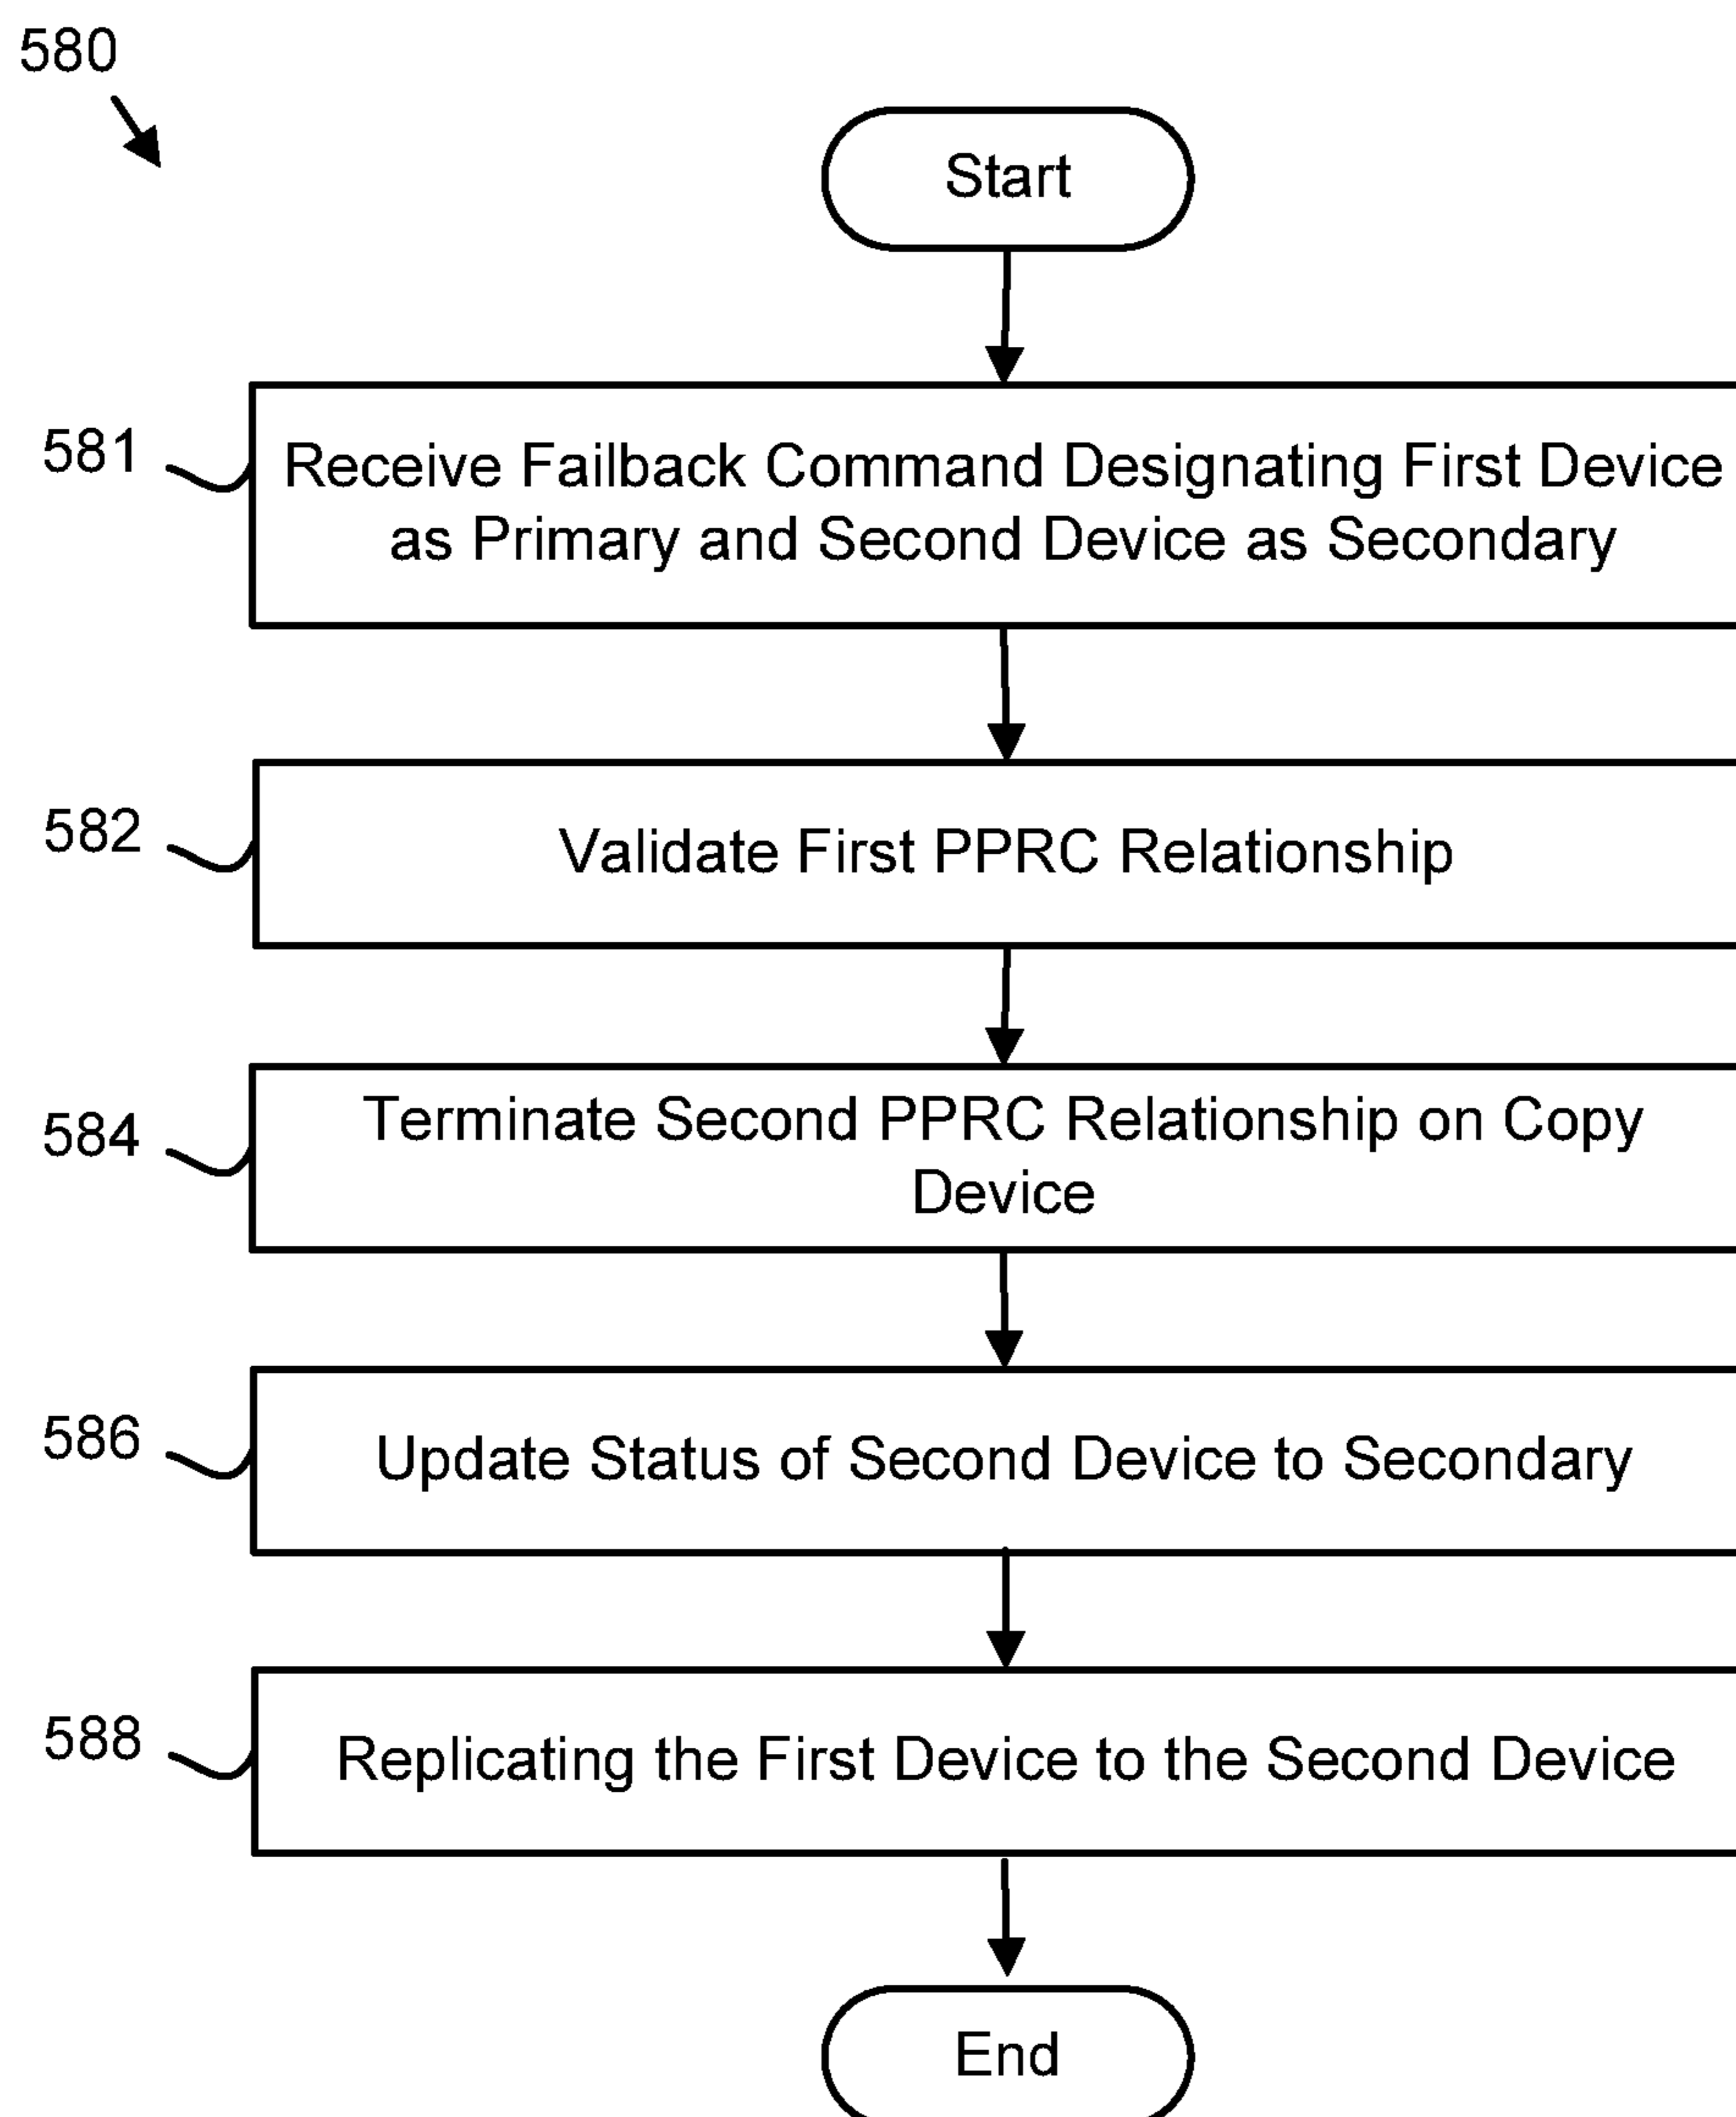 580
Start
581
Receive Failback Command Designating First Device
as Primary and Second Device as Secondary
582
Validate First PPRC Relationship
584
Terminate Second PPRC Relationship on Copy
Device
586
Update Status of Second Device to Secondary
588
Replicating the First Device to the Second Device
End